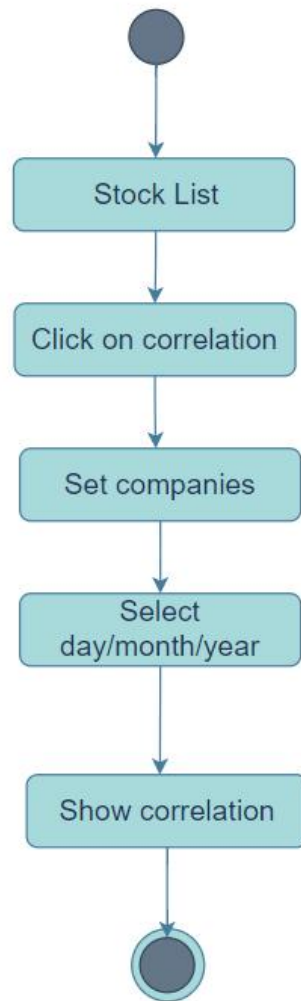 Stock List
Click on correlation
Set companies
Select
day/month/year
Show correlation